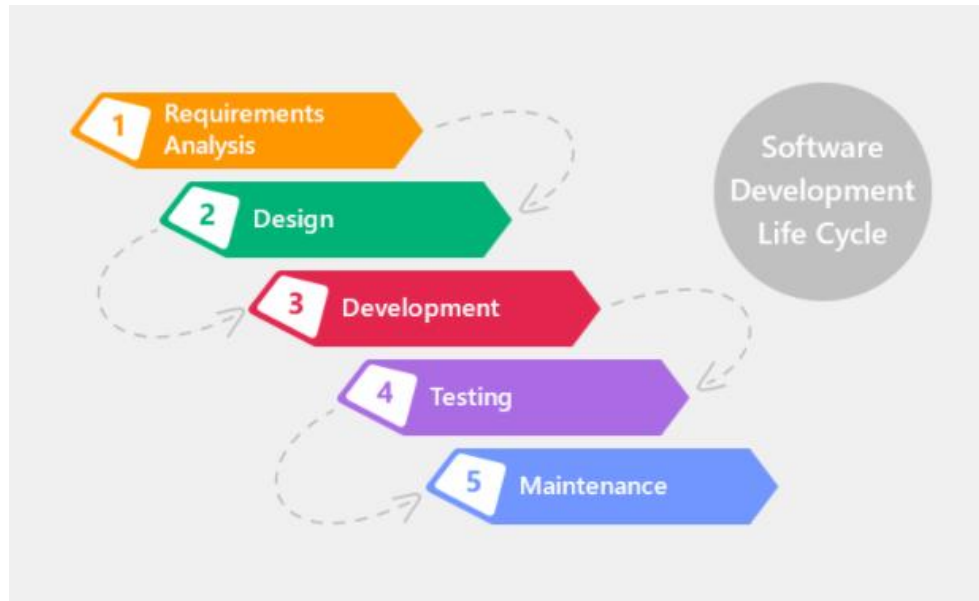 1 Requirements
Analysis
2 Design
3 Development
4 Testing
5 Maintenance
Software
Development
Life Cycle